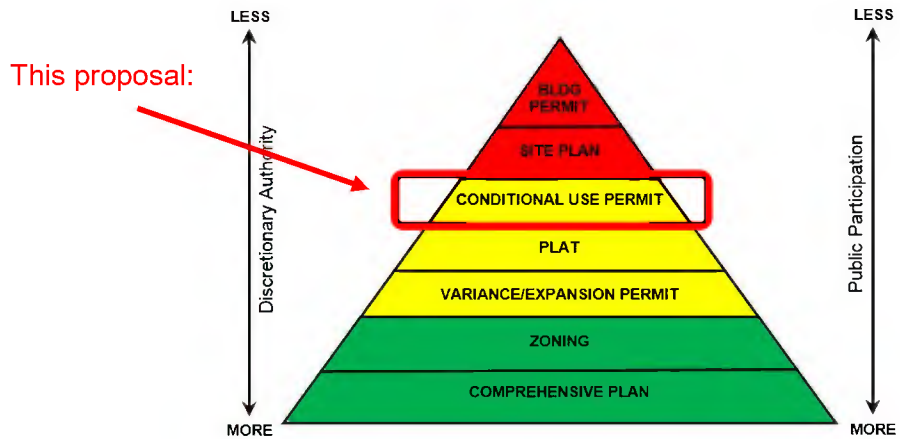 LESS
LESS
This proposal:
BLDG
PERMIT
SITE PLAN
CONDITIONAL USE PERMIT
PLAT
VARIANCE/EXPANSION PERMIT
ZONING
COMPREHENSIVE PLAN
Discretionary Authority
Public Participation
MORE
MORE